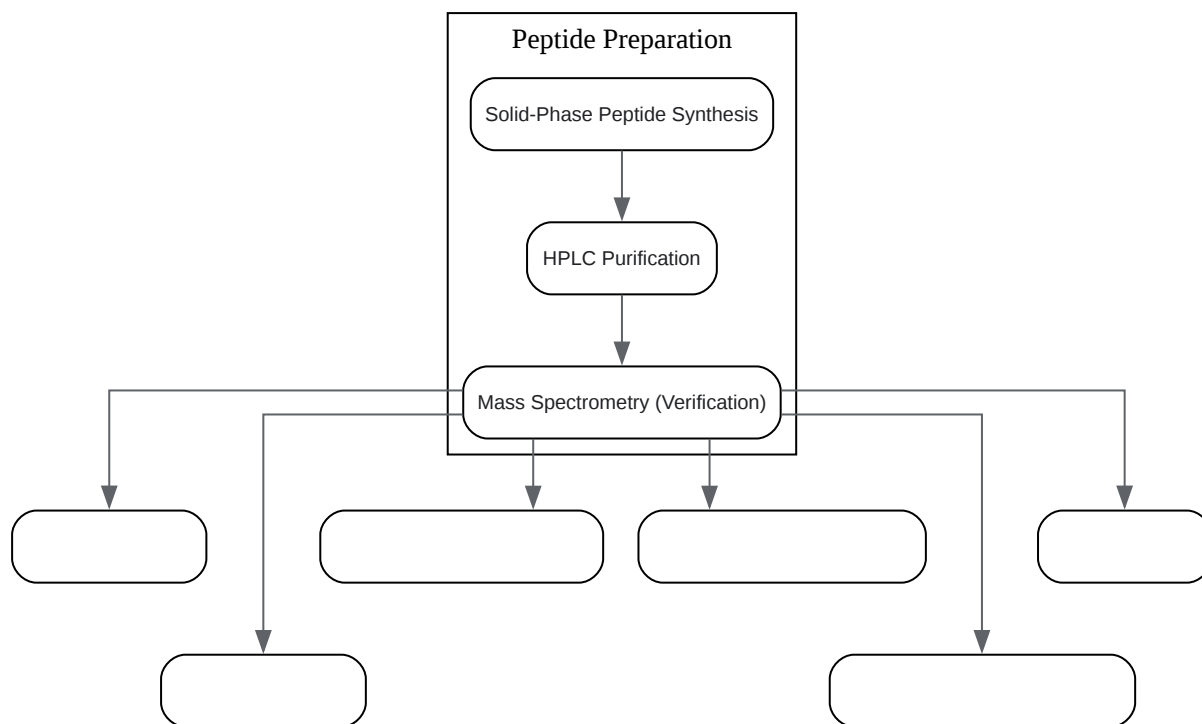 Peptide Preparation
Solid-Phase Peptide Synthesis
HPLC Purification
Mass Spectrometry (Verification)